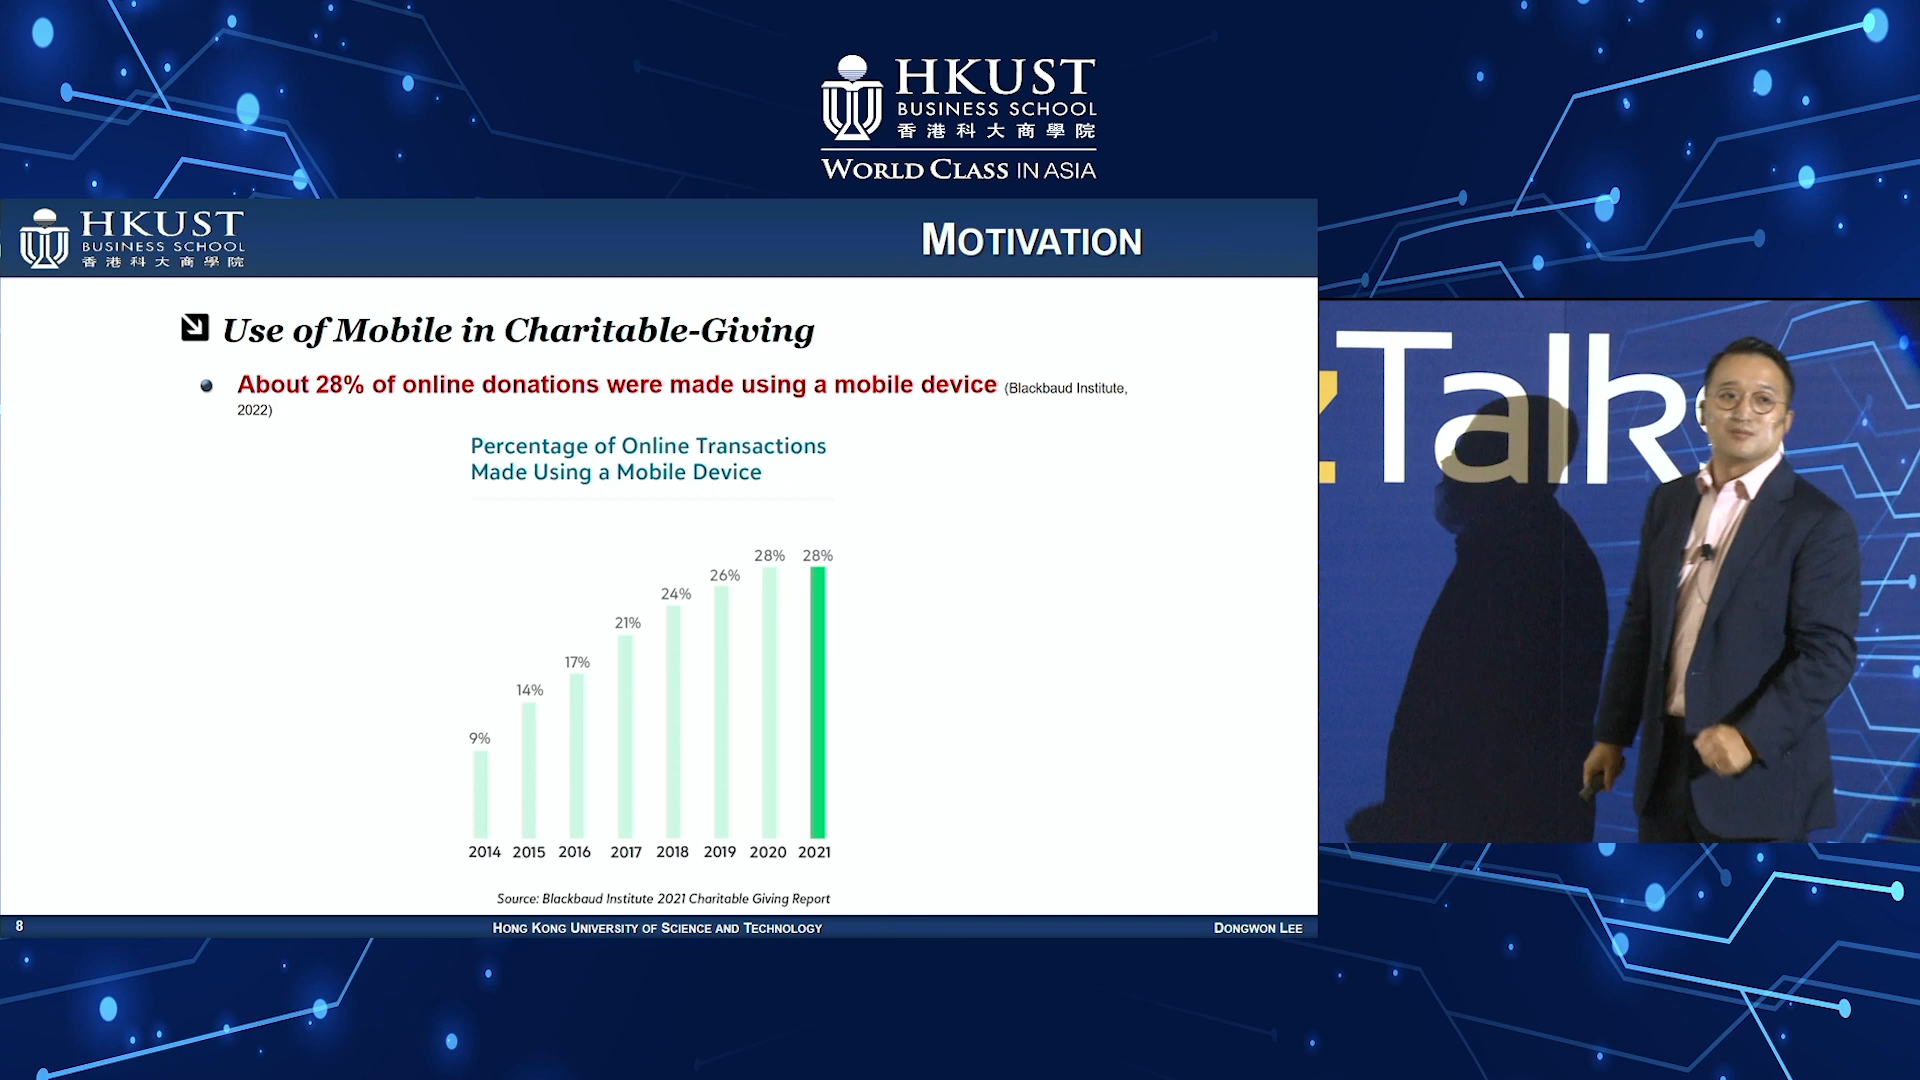 HKUST
BUSINESS SCHOOL
香港科大商學院
WORLD CLASS IN ASIA
HKUST
BUSINESS SCHOOL
香港科大商學院
MOTIVATION
Use of Mobile in Charitable-Giving
About 28% of online donations were made using a mobile device (Blackbaud Institute,
2022)
Percentage of Online Transactions
Made Using a Mobile Device
28% 28%
26%
24%
21%
17%
14%
9%
2014 2015 2016 2017 2018 2019 2020 2021
Source: Blackbaud Institute 2021 Charitable Giving Report
8
HONG KONG UNIVERSITY OF SCIENCE AND TECHNOLOGY
DONGWON LEE
zTalks